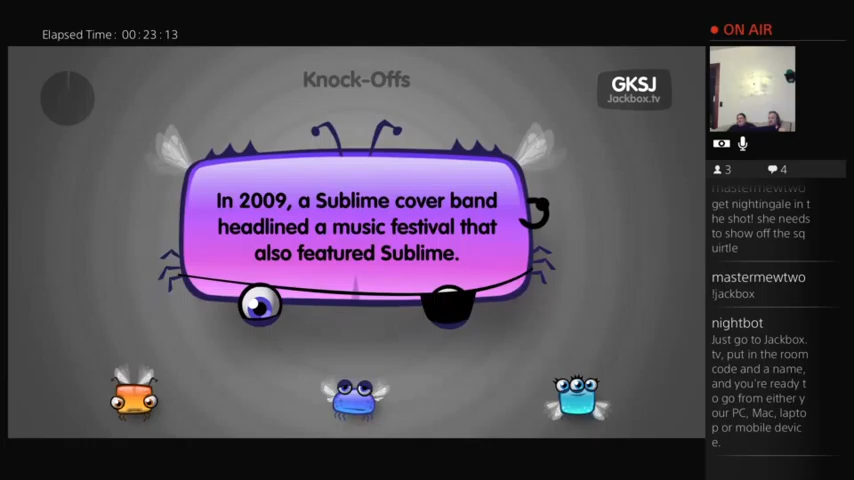 Elapsed Time: 00:23:13
ON AIR
Knock-Offs
GKSJ
Jackbox.tv
In 2009, a Sublime cover band
headlined a music festival that
also featured Sublime.
3
4
mastermewtwo
get nightingale in t
he shot! she needs
to show off the sq
uirtle
mastermewtwo
!jackbox
nightbot
Just go to Jackbox.
tv, put in the room
code and a name,
and you're ready t
o go from either y
our PC, Mac, lapto
p or mobile devic
e.